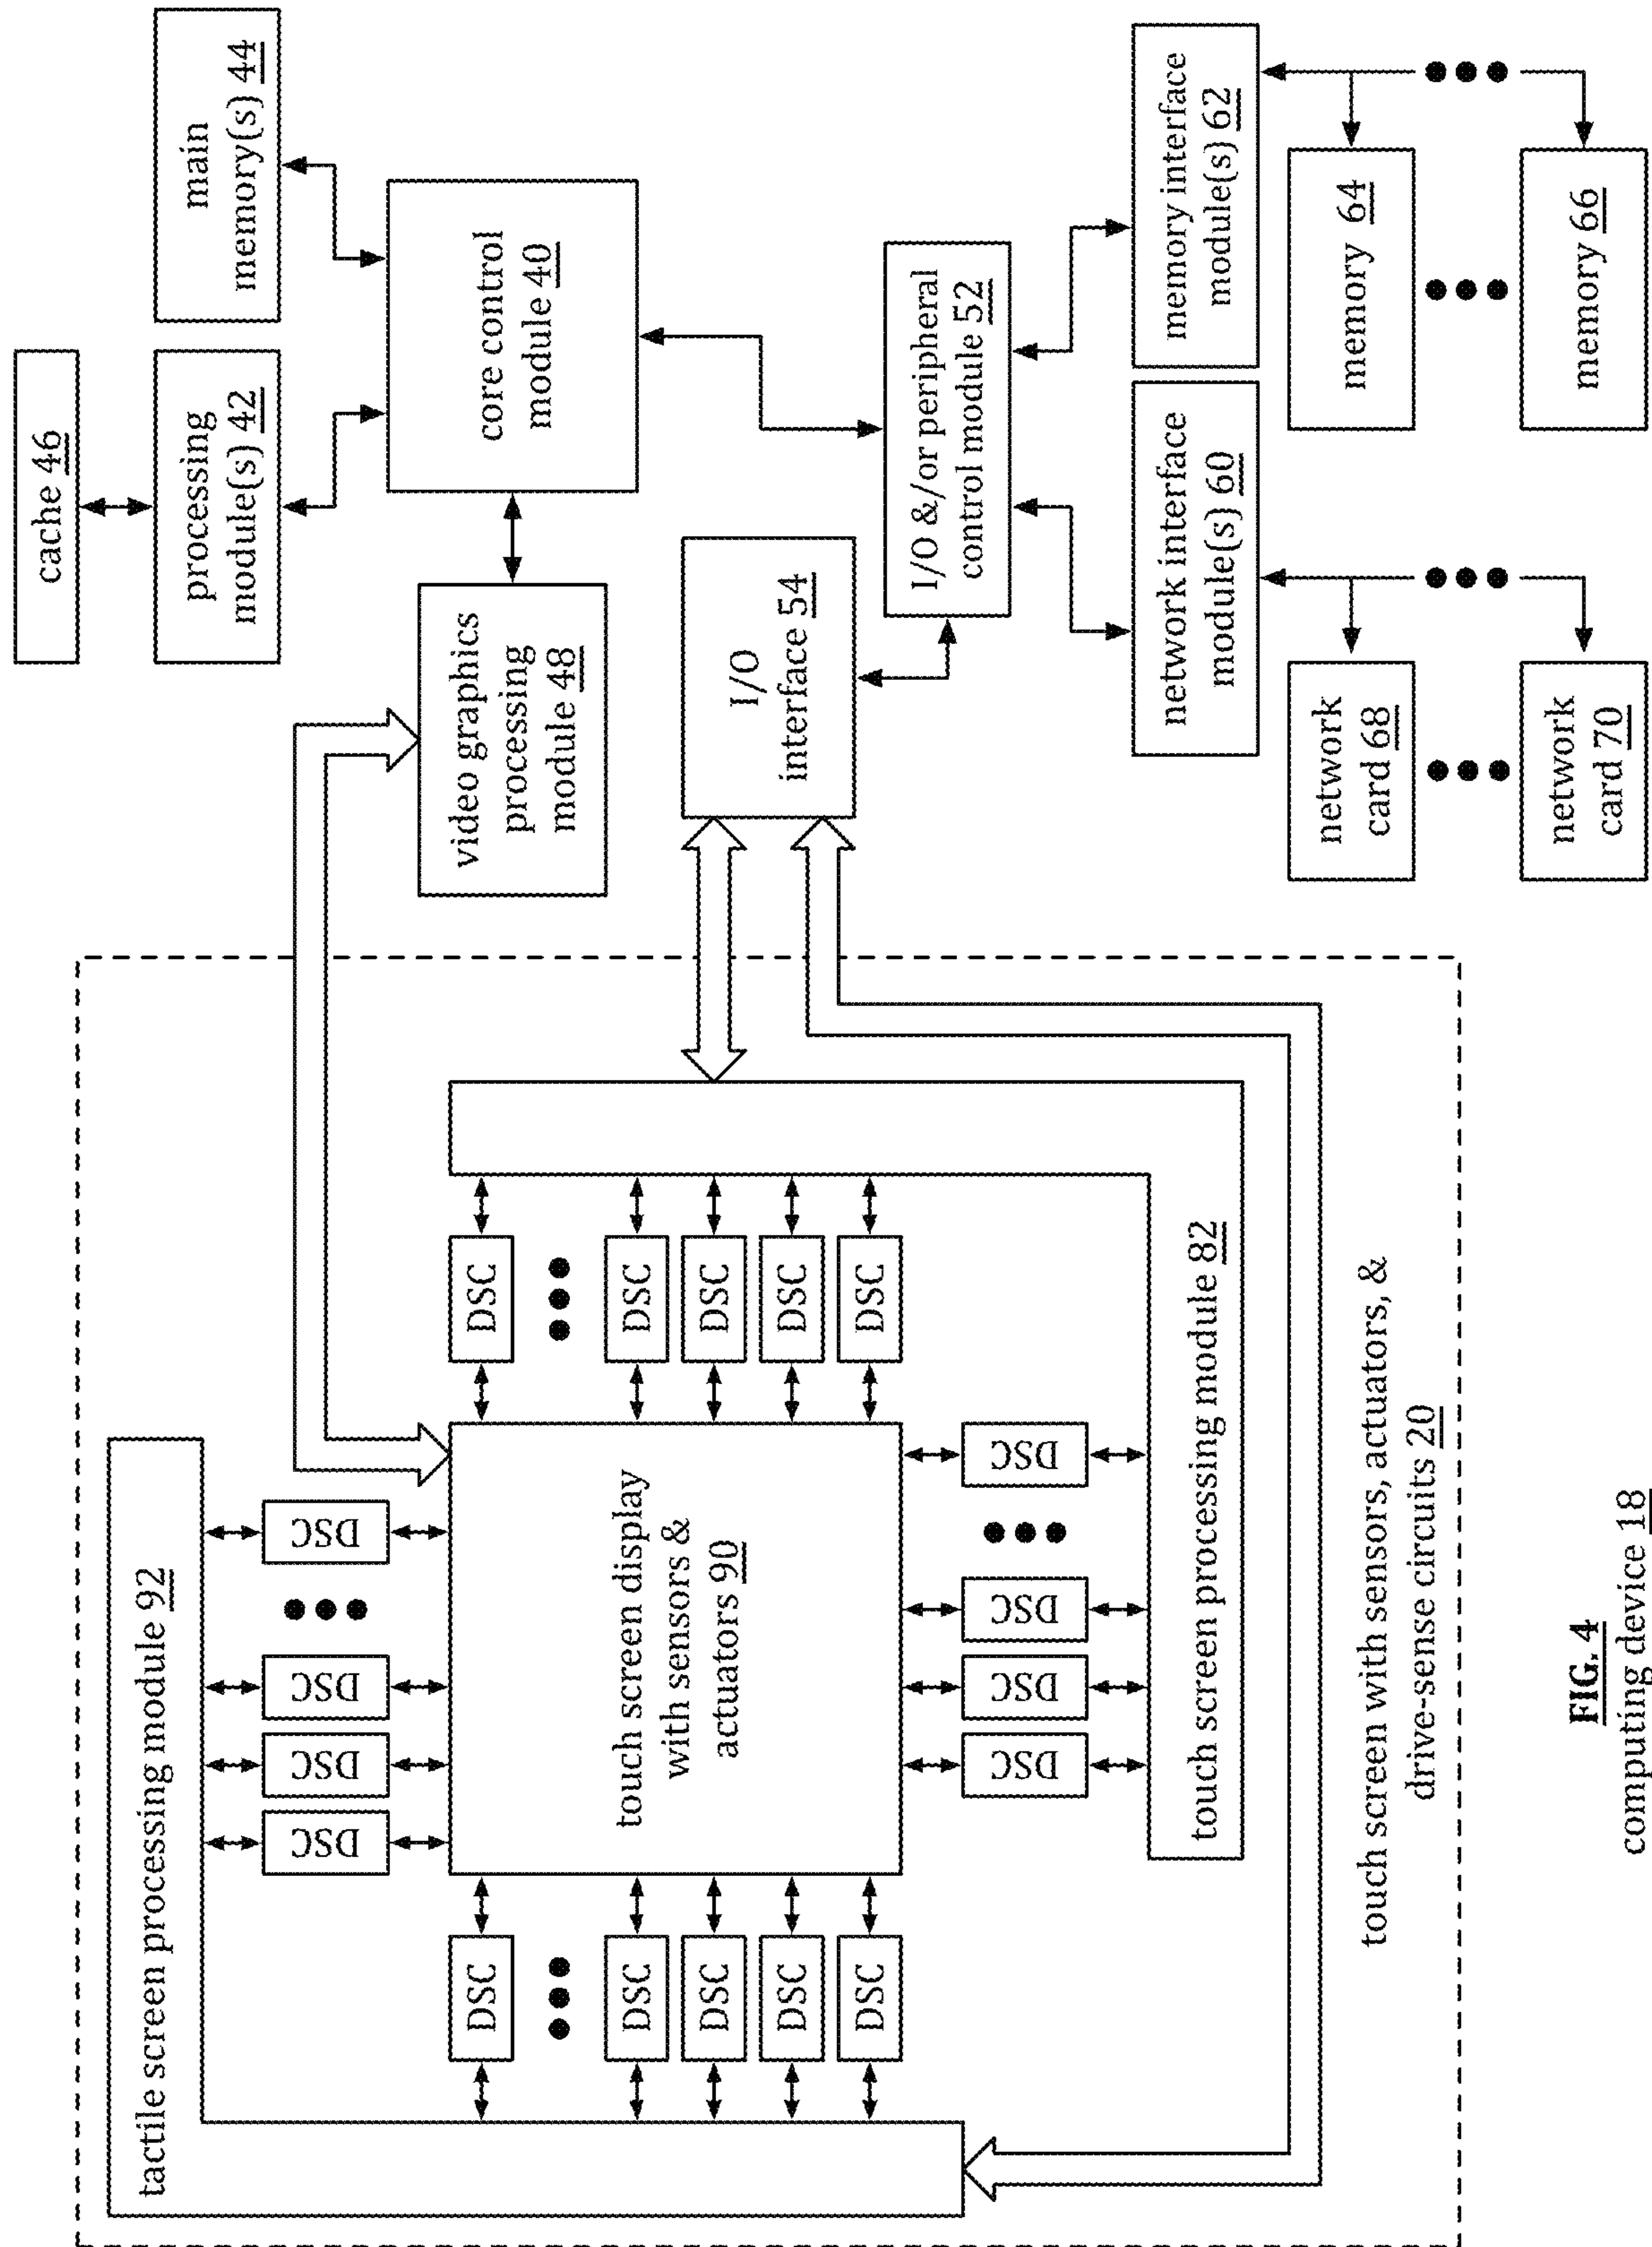 cache 46
processing
module(s) 42
main
memory(s) 44
core control
module 40
video graphics
processing
module 48
I/O
interface 54
I/O &/or peripheral
control module 52
network interface
module(s) 60
memory interface
module(s) 62
network
card 68
network
card 70
memory 64
memory 66
tactile screen processing module 92
DSC
DSC
DSC
DSC
DSC
DSC
DSC
DSC
DSC
touch screen display
with sensors &
actuators 90
DSC
DSC
DSC
DSC
DSC
DSC
DSC
DSC
DSC
touch screen processing module 82
touch screen with sensors, actuators, &
drive-sense circuits 20
FIG. 4
computing device 18